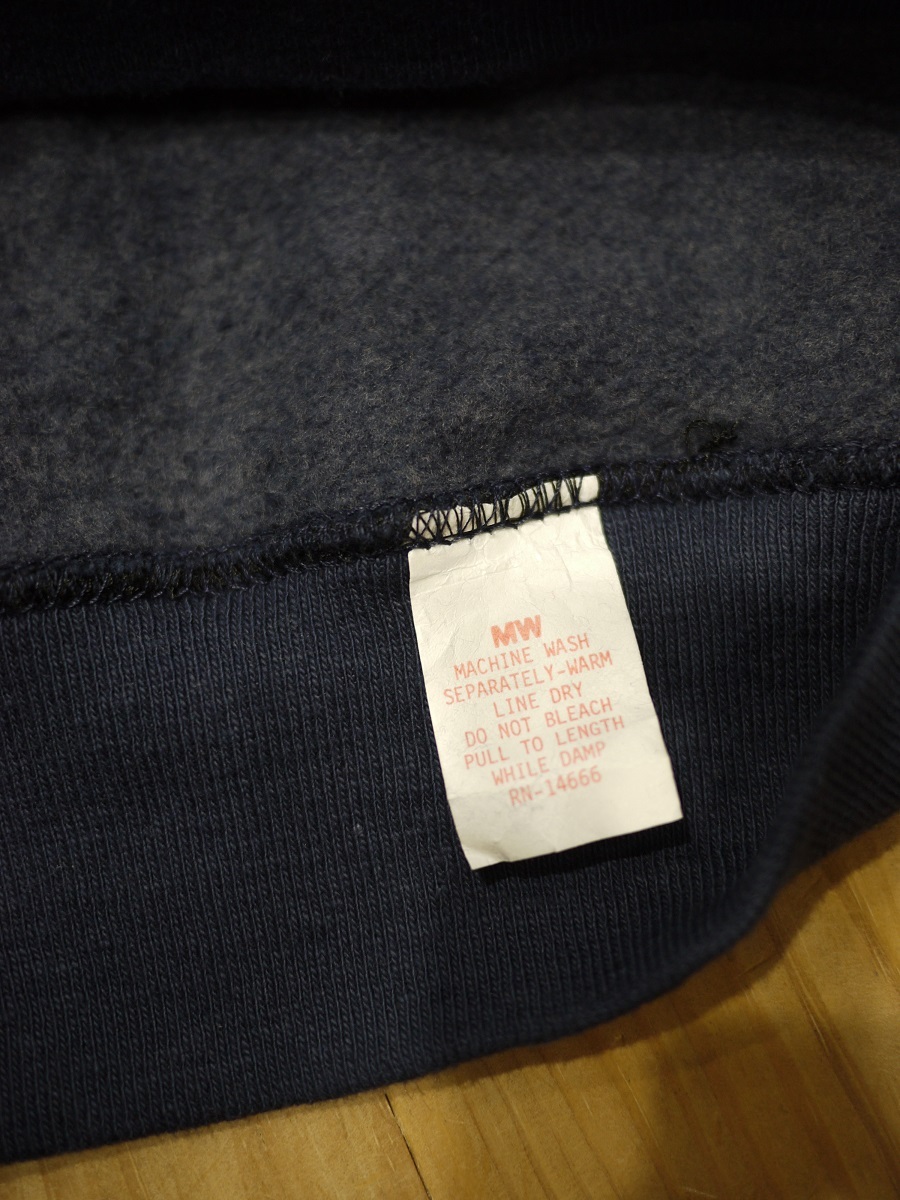 MW
MACHINE WASH
SEPARATELY-WARM
LINE DRY
DO NOT BLEACH
PULL TO LENGTH
WHILE DAMP
RN-14666